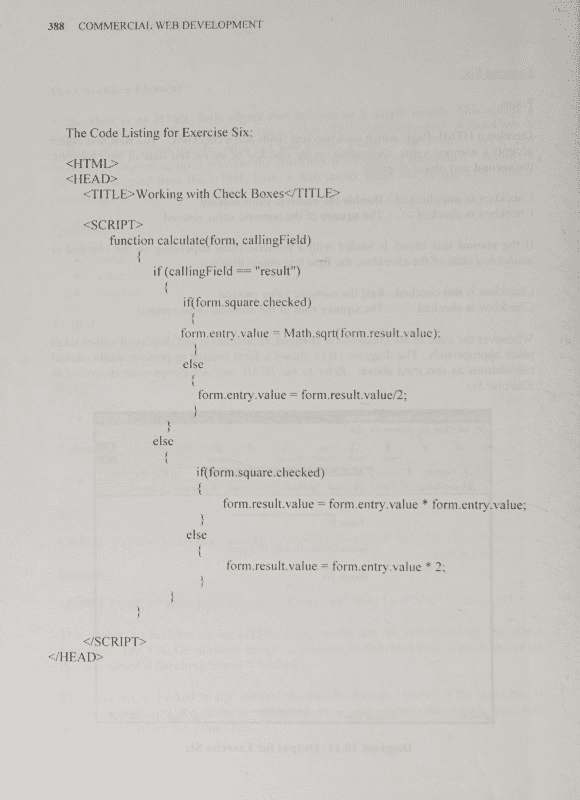 388 COMMERCIAL WEB DEVELOPMENT
The Code Listing for Exercise Six:
<HTML>
<HEAD>
<TITLE>Working with Check Boxes</TITLE>
<SCRIPT>
function calculate(form, callingField)
{
if (callingField == "result")
{
if(form.square.checked)
{
form.entry.value = Math.sqrt(form.result.value);
}
else
{
form.entry.value = form.result.value/2;
}
}
else
{
if(form.square.checked)
{
form.result.value = form.entry.value * form.entry.value;
}
else
{
form.result.value = form.entry.value * 2;
}
}
}
</SCRIPT>
</HEAD>